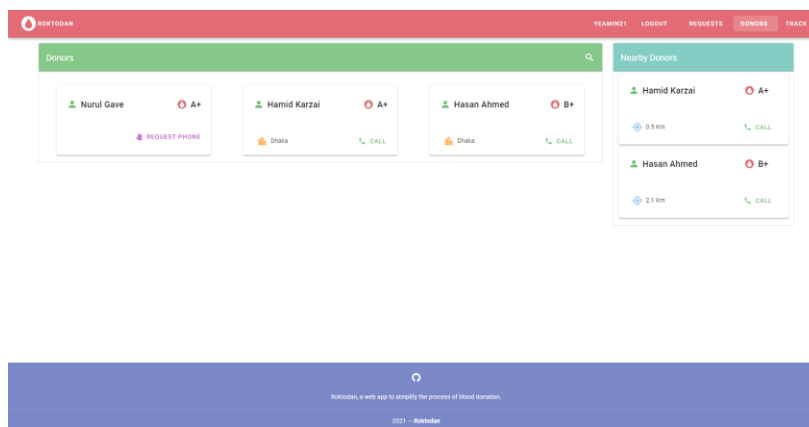 ROKTODAN YEAMIN21 LOGOUT REQUESTS DONORS TRACK
Donors
Nurul Gave A+
REQUEST PHONE
Hamid Karzai A+
Dhaka CALL
Hasan Ahmed B+
Dhaka CALL
Nearby Donors
Hamid Karzai A+
0.5 Km CALL
Hasan Ahmed B+
2.1 Km CALL
Roktodan, a web app to simplify the process of blood donation.
2021 — Roktodan